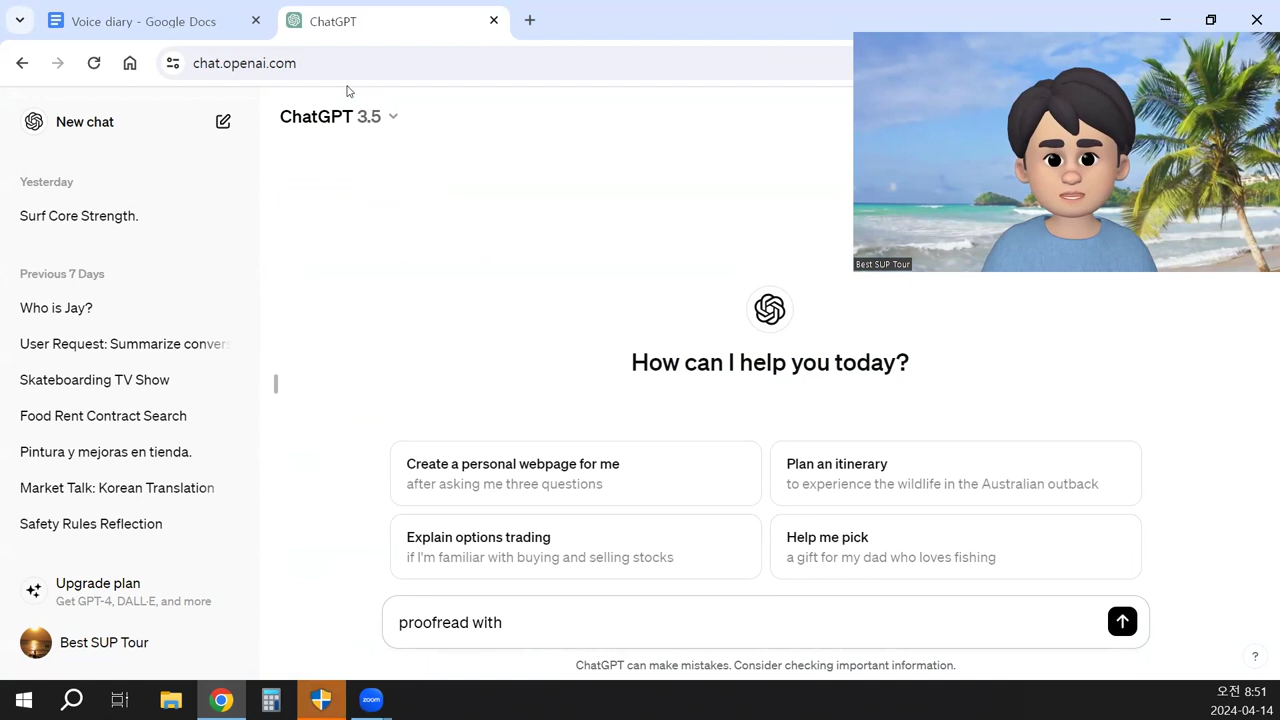 Voice diary - Google Docs
ChatGPT
chat.openai.com
New chat
ChatGPT 3.5
Yesterday
Surf Core Strength.
Previous 7 Days
Who is Jay?
User Request: Summarize convers
Skateboarding TV Show
Food Rent Contract Search
Pintura y mejoras en tienda.
Market Talk: Korean Translation
Safety Rules Reflection
Upgrade plan
Get GPT-4, DALL·E, and more
Best SUP Tour
Best SUP Tour
How can I help you today?
Create a personal webpage for me
after asking me three questions
Plan an itinerary
to experience the wildlife in the Australian outback
Explain options trading
if I'm familiar with buying and selling stocks
Help me pick
a gift for my dad who loves fishing
proofread with
ChatGPT can make mistakes. Consider checking important information.
?
zoom
오전 8:51
2024-04-14